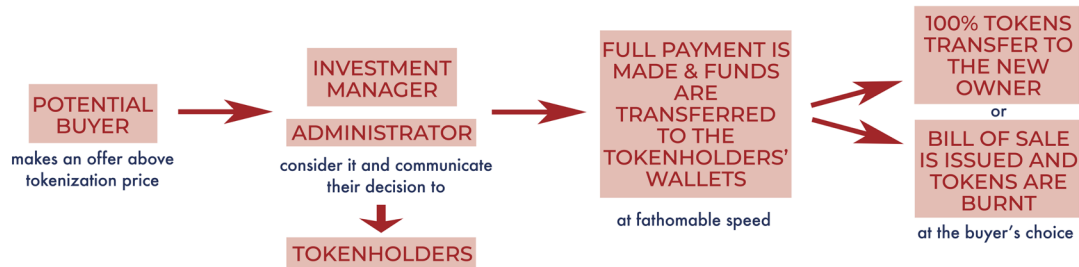 POTENTIAL
BUYER
makes an offer above
tokenization price
INVESTMENT
MANAGER
ADMINISTRATOR
consider it and communicate
their decision to
TOKENHOLDERS
FULL PAYMENT IS
MADE & FUNDS
ARE
TRANSFERRED
TO THE
TOKENHOLDERS’
WALLETS
at fathomable speed
100% TOKENS
TRANSFER TO
THE NEW
OWNER
or
BILL OF SALE
IS ISSUED AND
TOKENS ARE
BURNT
at the buyer’s choice